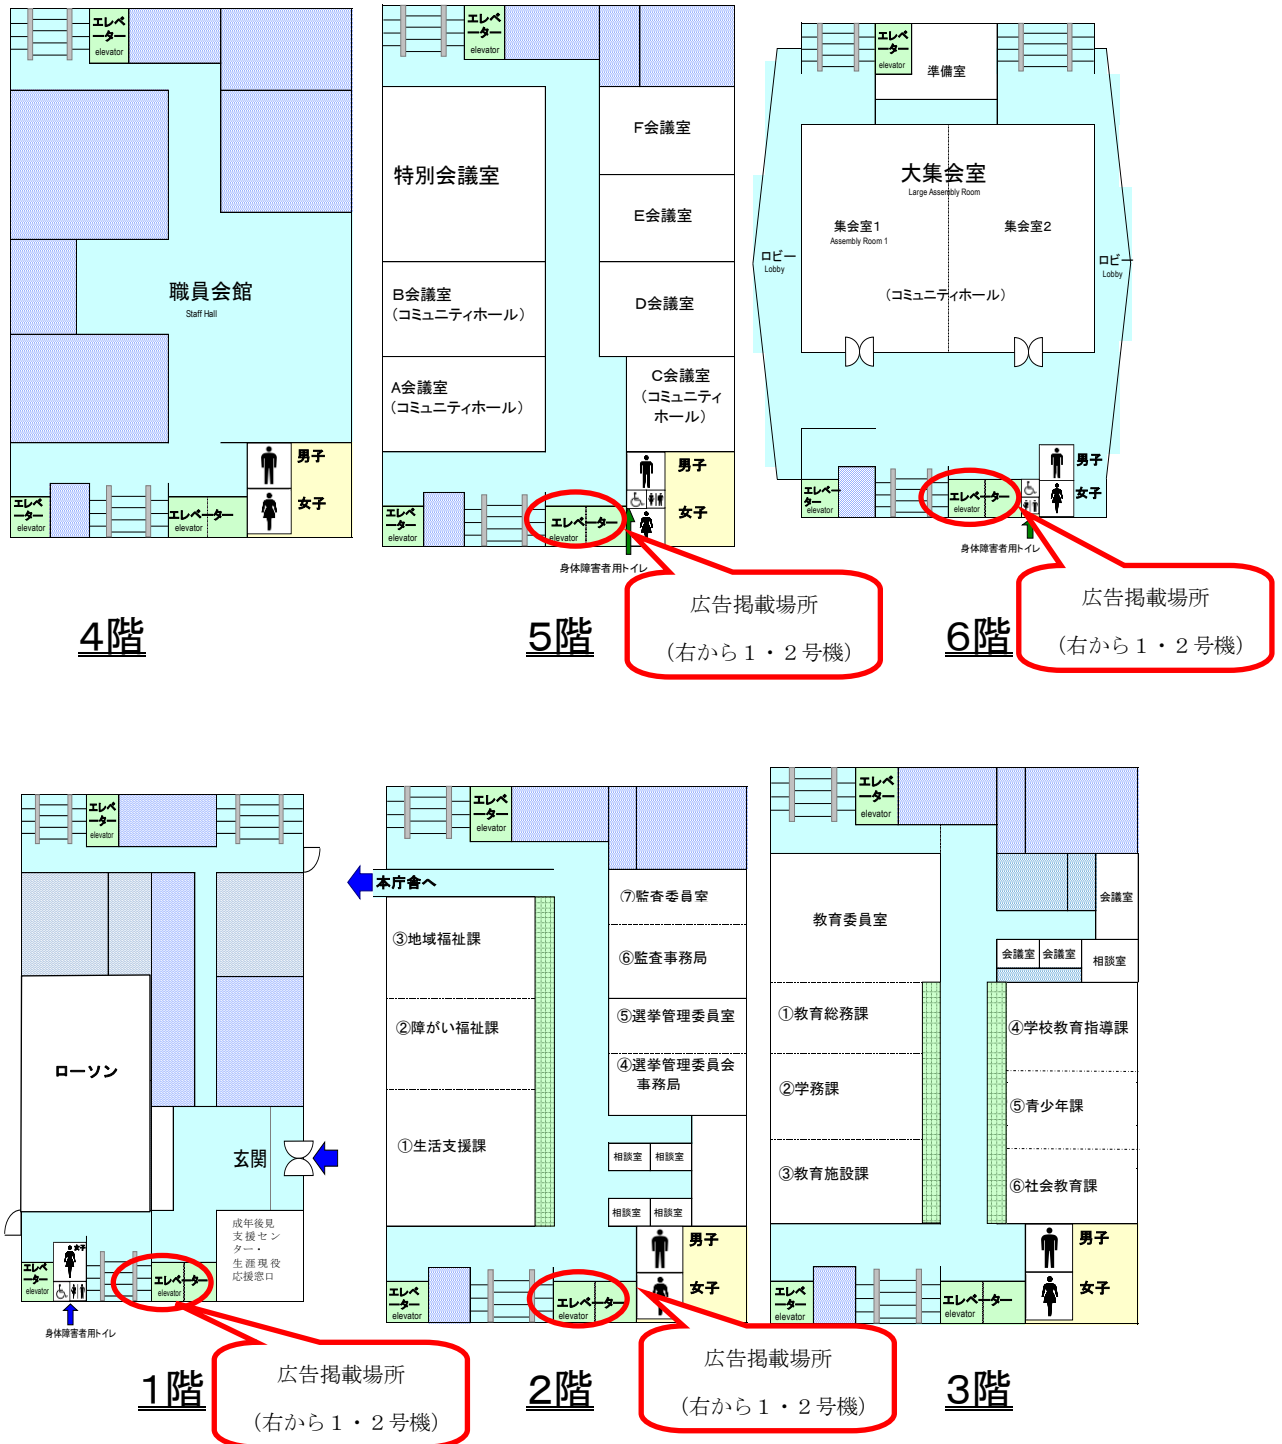 エレベ
ーター
elevator
職員会館
Staff Hall
男子
女子
エレベ
ーター
elevator
エレベーター
elevator
4階
エレベ
ーター
elevator
F会議室
特別会議室
E会議室
B会議室
(コミュニティホール)
D会議室
A会議室
(コミュニティホール)
C会議室
(コミュニティ
ホール)
男子
女子
エレベ
ーター
elevator
エレベーター
elevator
身体障害者用トイレ
広告掲載場所
(右から1・2号機)
5階
エレベ
ーター
elevator
準備室
大集会室
Large Assembly Room
集会室1
Assembly Room 1
集会室2
ロビー
Lobby
ロビー
Lobby
(コミュニティホール)
男子
女子
エレベー
ター
elevator
エレベーター
elevator
身体障害者用トイレ
広告掲載場所
(右から1・2号機)
6階
エレベ
ーター
elevator
ローソン
玄関
成年後見
支援セン
ター・
生涯現役
応援窓口
女子
エレベ
ーター
elevator
エレベーター
elevator
身体障害者用トイレ
広告掲載場所
(右から1・2号機)
1階
エレベ
ーター
elevator
本庁舎へ
⑦監査委員室
③地域福祉課
⑥監査事務局
②障がい福祉課
⑤選挙管理委員室
④選挙管理委員会
事務局
①生活支援課
相談室 相談室
相談室 相談室
男子
女子
エレベ
ーター
elevator
エレベーター
elevator
広告掲載場所
(右から1・2号機)
2階
エレベ
ーター
elevator
会議室
教育委員室
会議室 会議室 相談室
①教育総務課
④学校教育指導課
②学務課
⑤青少年課
③教育施設課
⑥社会教育課
男子
女子
エレベ
ーター
elevator
エレベーター
elevator
3階